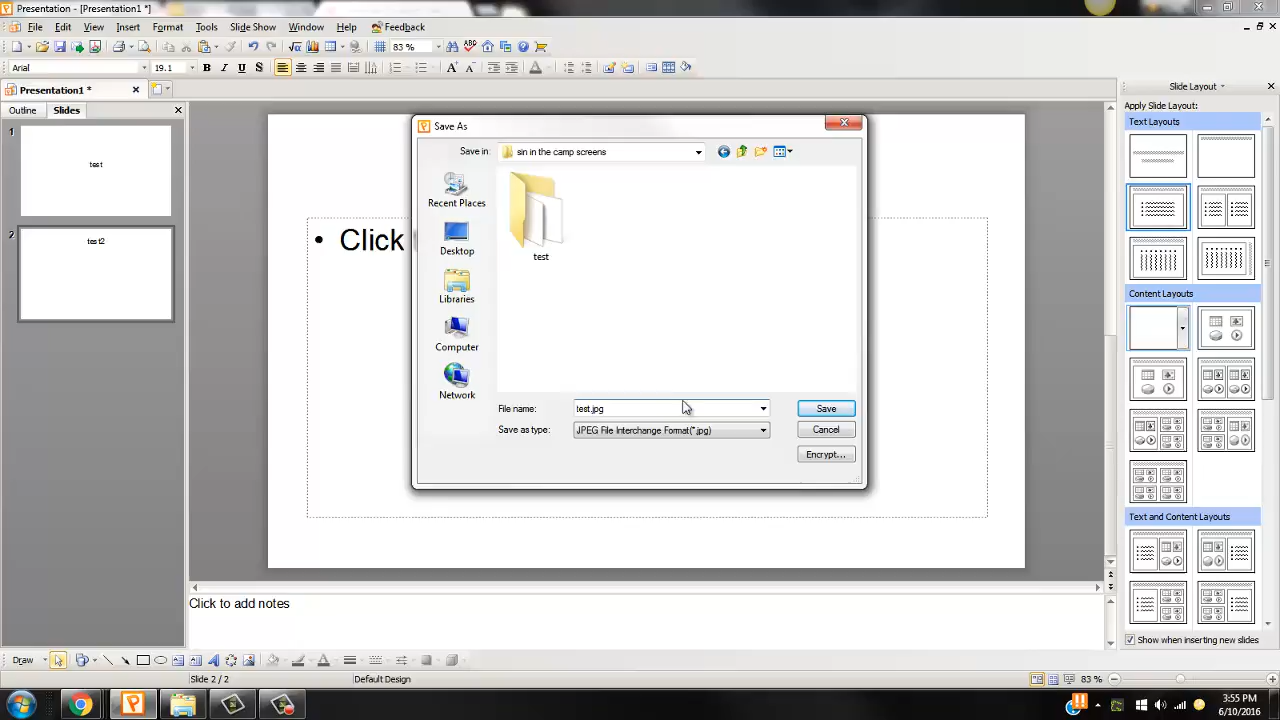 Presentation - [Presentation1 *]
File Edit View Insert Format Tools Slide Show Window Help Feedback
83 %
Arial 19.1 B I U S
Presentation1 *
Outline Slides
1
test
2
test2
• Click
Save As
Save in: sin in the camp screens
Recent Places
Desktop
Libraries
Computer
Network
test
File name: test.jpg Save
Save as type: JPEG File Interchange Format(*.jpg) Cancel
Encrypt...
Click to add notes
Slide Layout
Apply Slide Layout:
Text Layouts
Content Layouts
Text and Content Layouts
Show when inserting new slides
Draw
Slide 2 / 2 Default Design 83 %
3:55 PM
6/10/2016